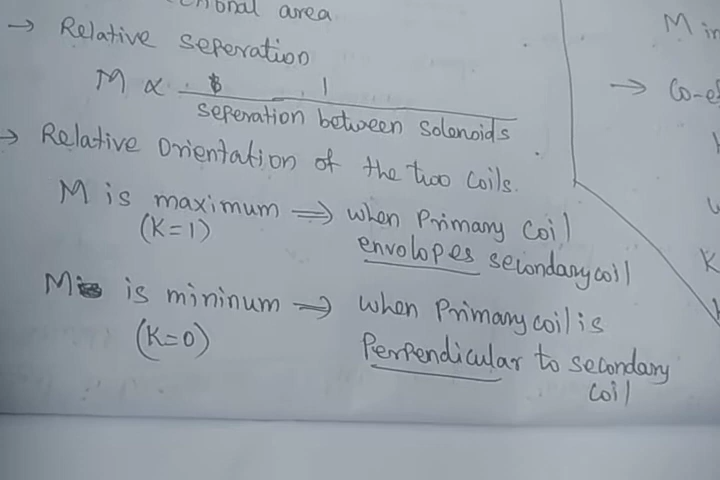 area
→ Relative seperation
M ∝ 1
seperation between solenoids
→ Relative Orientation of the two coils.
M is maximum ⟹ when Primary coil
(K=1) envolopes secondary coil
M is mininum ⟹ when Primary coil is
(K=0) Perpendicular to secondary
coil
M in
→ Co-e
K